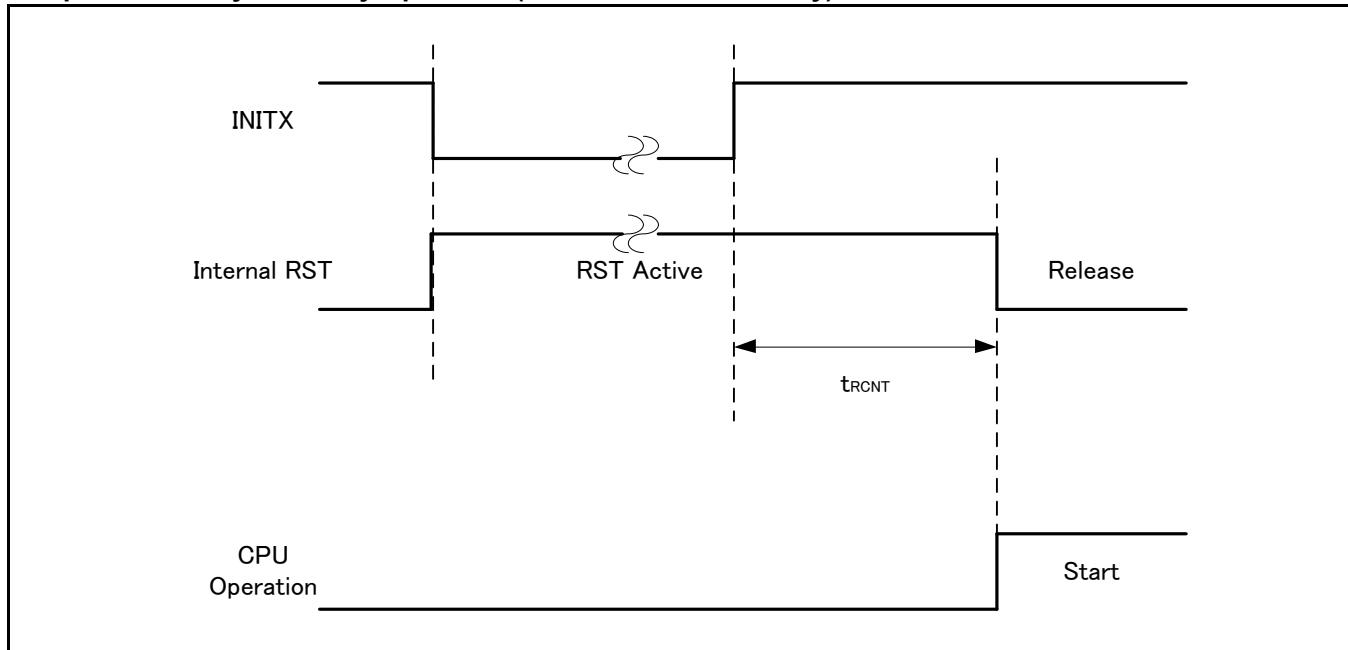 INITX
Internal RST
RST Active
Release
tRCNT
CPU
Operation
Start